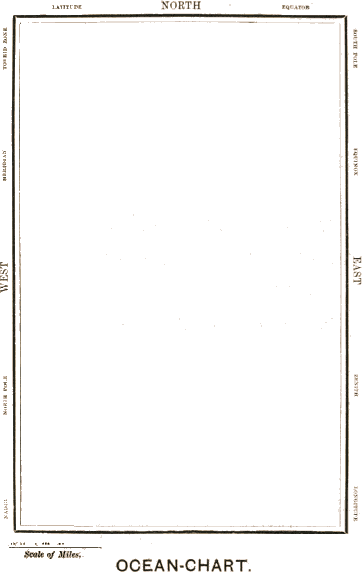 LATITUDE NORTH EQUATOR
TORRID ZONE
MERIDIAN
WEST
NORTH POLE
NADIR
SOUTH POLE
EQUINOX
EAST
ZENITH
LONGITUDE
Scale of Miles.
OCEAN-CHART.